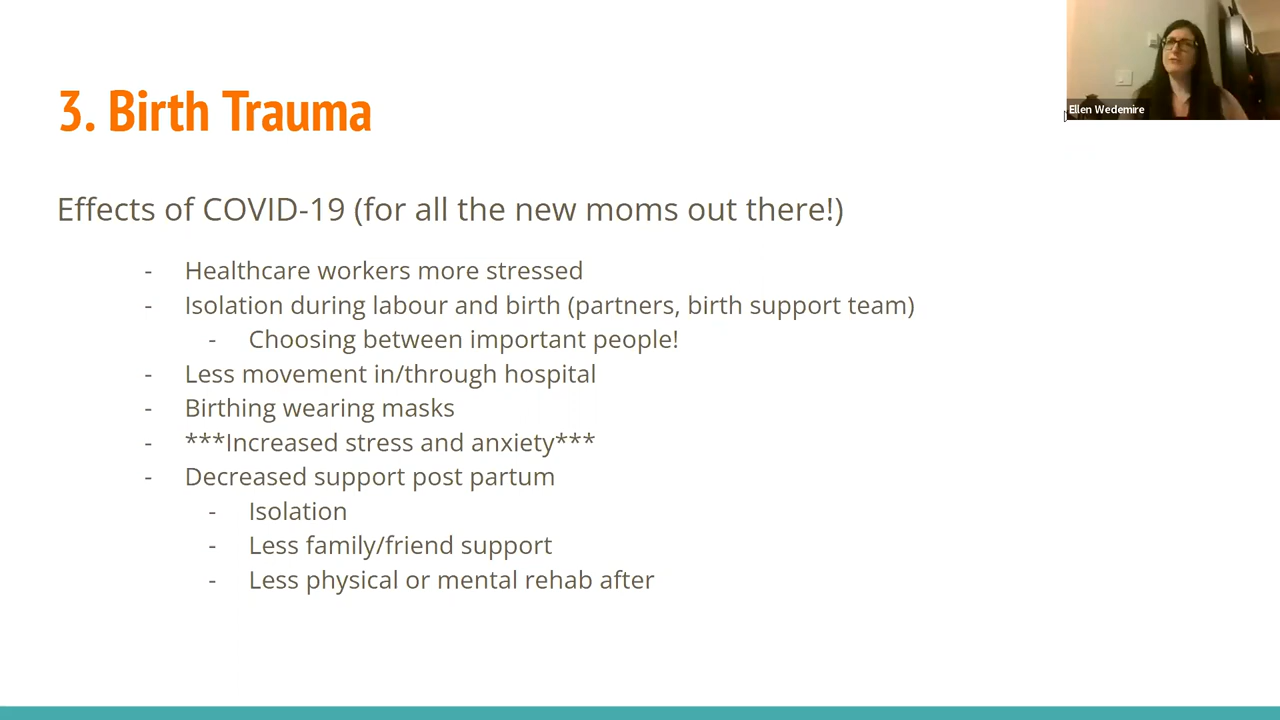 3. Birth Trauma
Ellen Wedemire
Effects of COVID-19 (for all the new moms out there!)
- Healthcare workers more stressed
- Isolation during labour and birth (partners, birth support team)
- Choosing between important people!
- Less movement in/through hospital
- Birthing wearing masks
- ***Increased stress and anxiety***
- Decreased support post partum
- Isolation
- Less family/friend support
- Less physical or mental rehab after